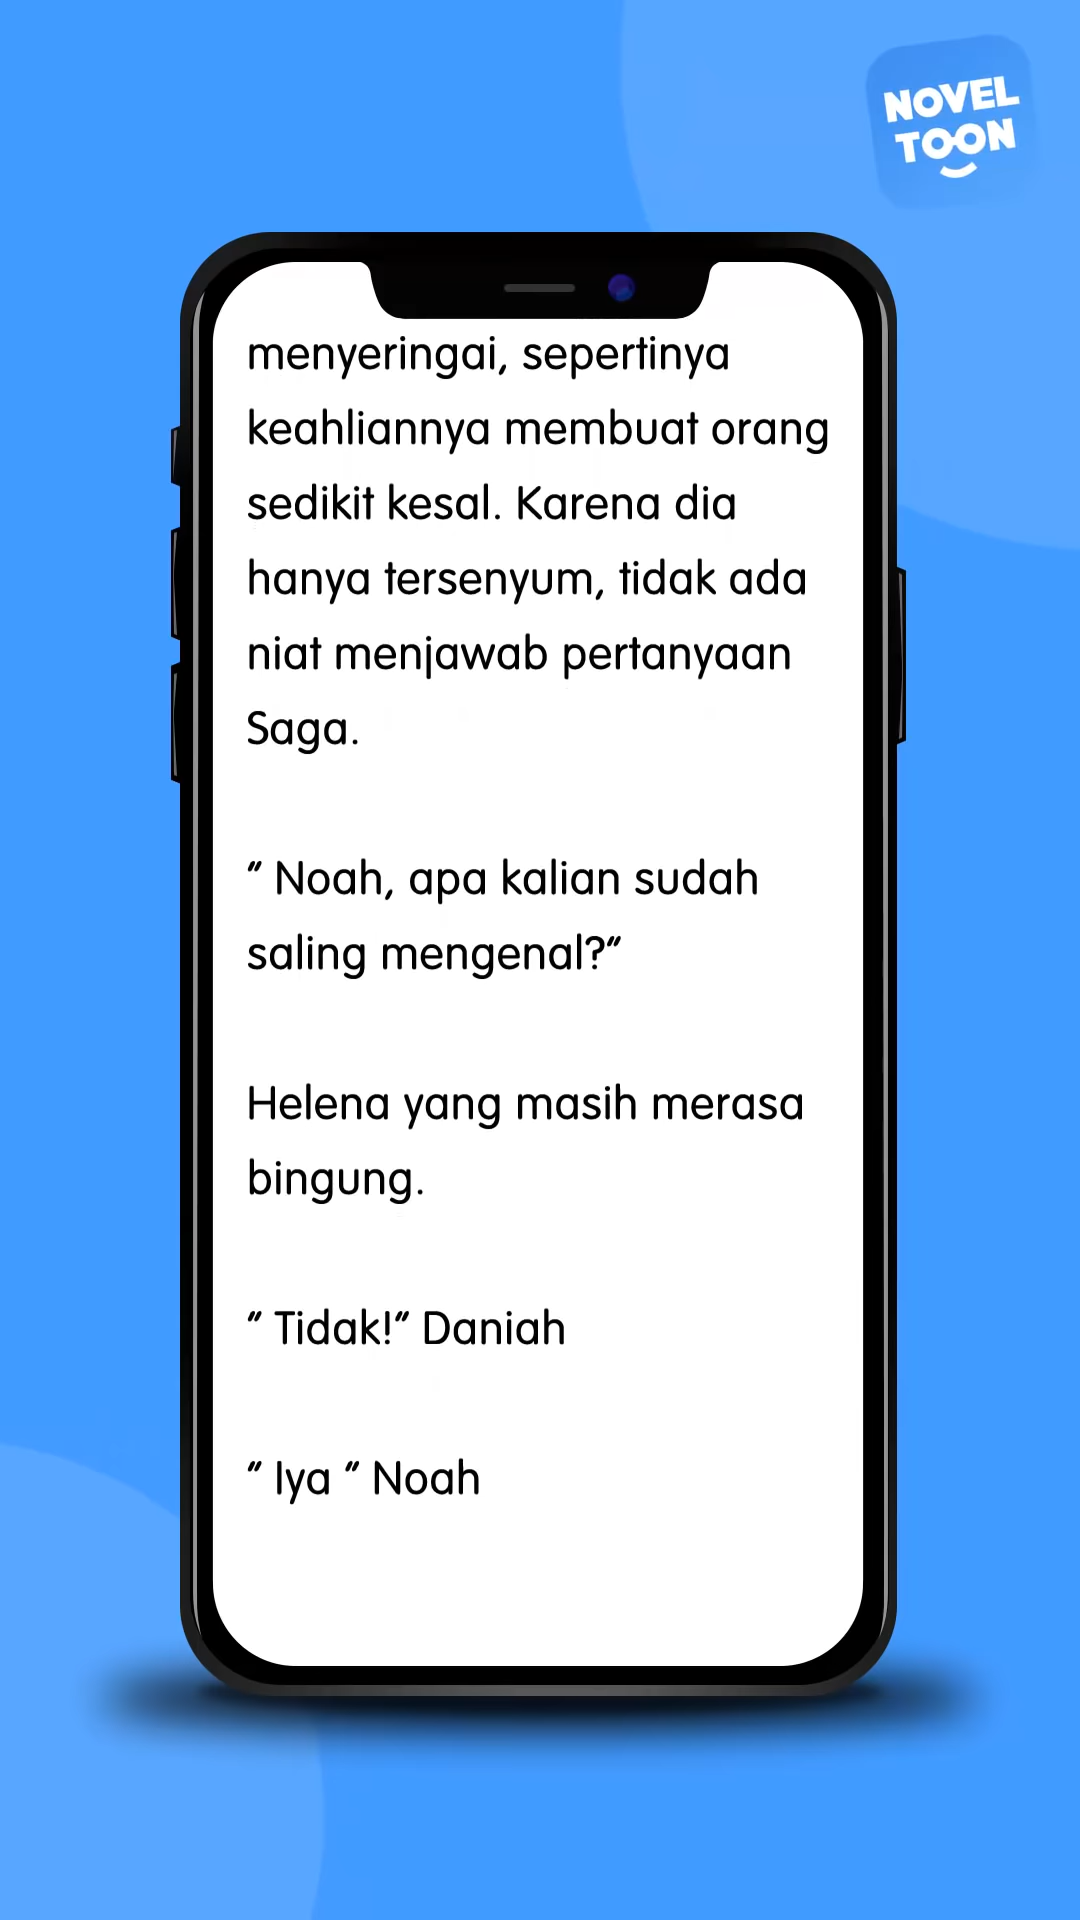 NOVEL
TOON
menyeringai, sepertinya
keahliannya membuat orang
sedikit kesal. Karena dia
hanya tersenyum, tidak ada
niat menjawab pertanyaan
Saga.
” Noah, apa kalian sudah
saling mengenal?”
Helena yang masih merasa
bingung.
” Tidak!” Daniah
” Iya ” Noah